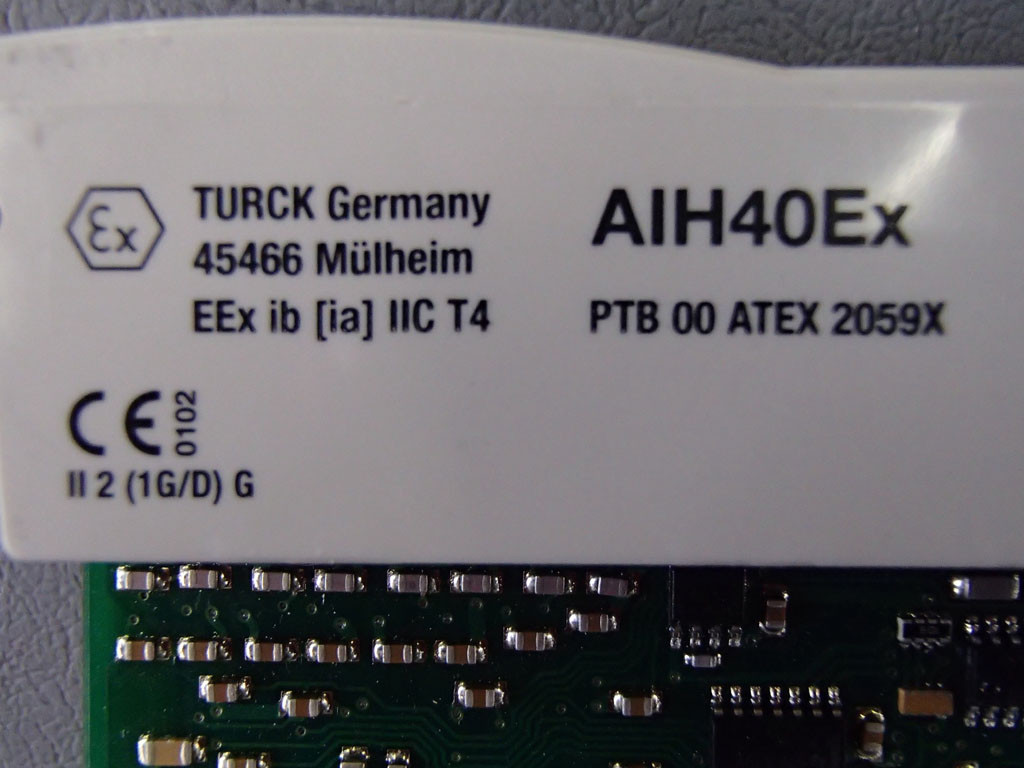 Ex
TURCK Germany
45466 Mülheim
EEx ib [ia] IIC T4
AIH40Ex
PTB 00 ATEX 2059X
CE 0102
II 2 (1G/D) G